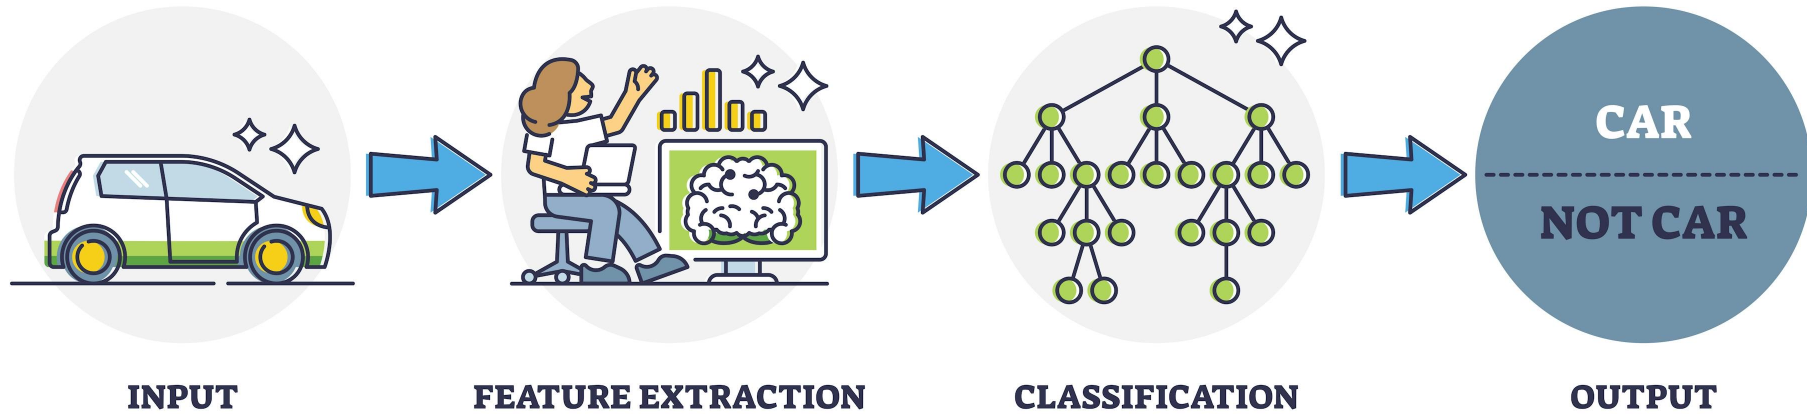 CAR
NOT CAR
INPUT
FEATURE EXTRACTION
CLASSIFICATION
OUTPUT